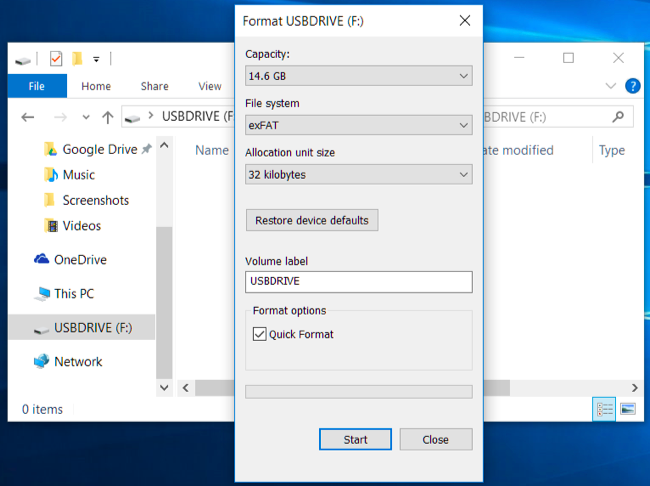 Format USBDRIVE (F:)
Capacity:
14.6 GB
File system
exFAT
Allocation unit size
32 kilobytes
Restore device defaults
Volume label
USBDRIVE
Format options
Quick Format
Start
Close
File
Home
Share
View
USBDRIVE (F
BDRIVE (F:)
Name
ate modified
Type
Google Drive
Music
Screenshots
Videos
OneDrive
This PC
USBDRIVE (F:)
Network
0 items